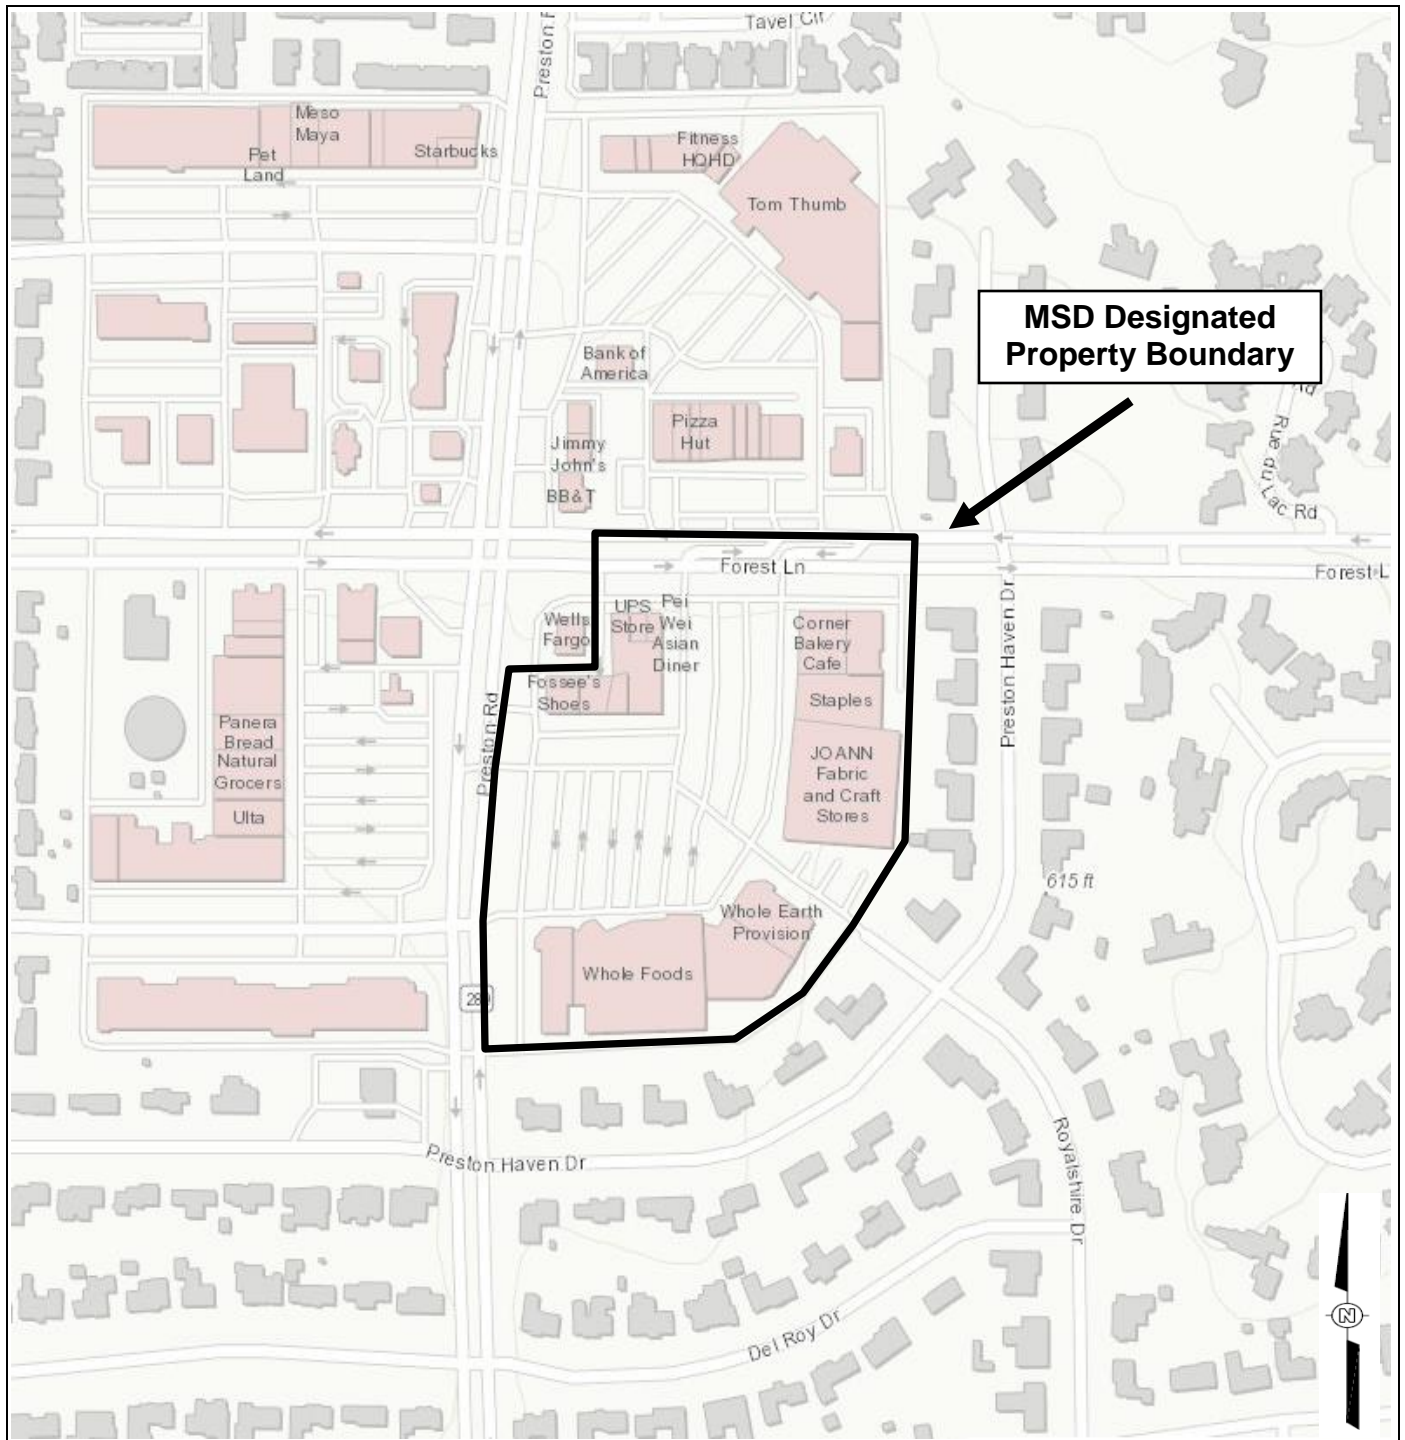 Tavel Cir
Preston R
Meso
Maya
Pet
Land
Starbucks
Fitness
HQHD
Tom Thumb
MSD Designated
Property Boundary
Bank of
America
Pizza
Hut
Jimmy
John's
BB&T
Rd
Rue du Lac Rd
Forest Ln
Forest L
Wells
Fargo
UPS
Store
Pei
Wei
Asian
Diner
Corner
Bakery
Cafe
Fossee's
Shoes
Staples
Preston Haven Dr
Preston Rd
Panera
Bread
Natural
Grocers
Ulta
JOANN
Fabric
and Craft
Stores
615 ft
Whole Earth
Provision
Whole Foods
Preston Haven Dr
Royalshire Dr
Del Roy Dr
N